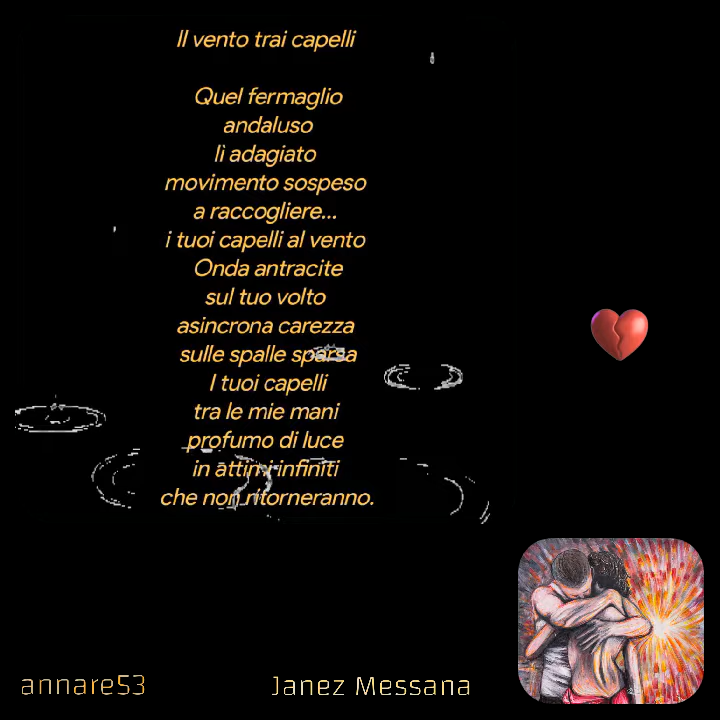 Il vento trai capelli
Quel fermaglio
andaluso
lì adagiato
movimento sospeso
a raccogliere...
i tuoi capelli al vento
Onda antracite
sul tuo volto
asincrona carezza
sulle spalle sparsa
I tuoi capelli
tra le mie mani
profumo di luce
in attimi infiniti
che non ritorneranno.
annare53
Janez Messana